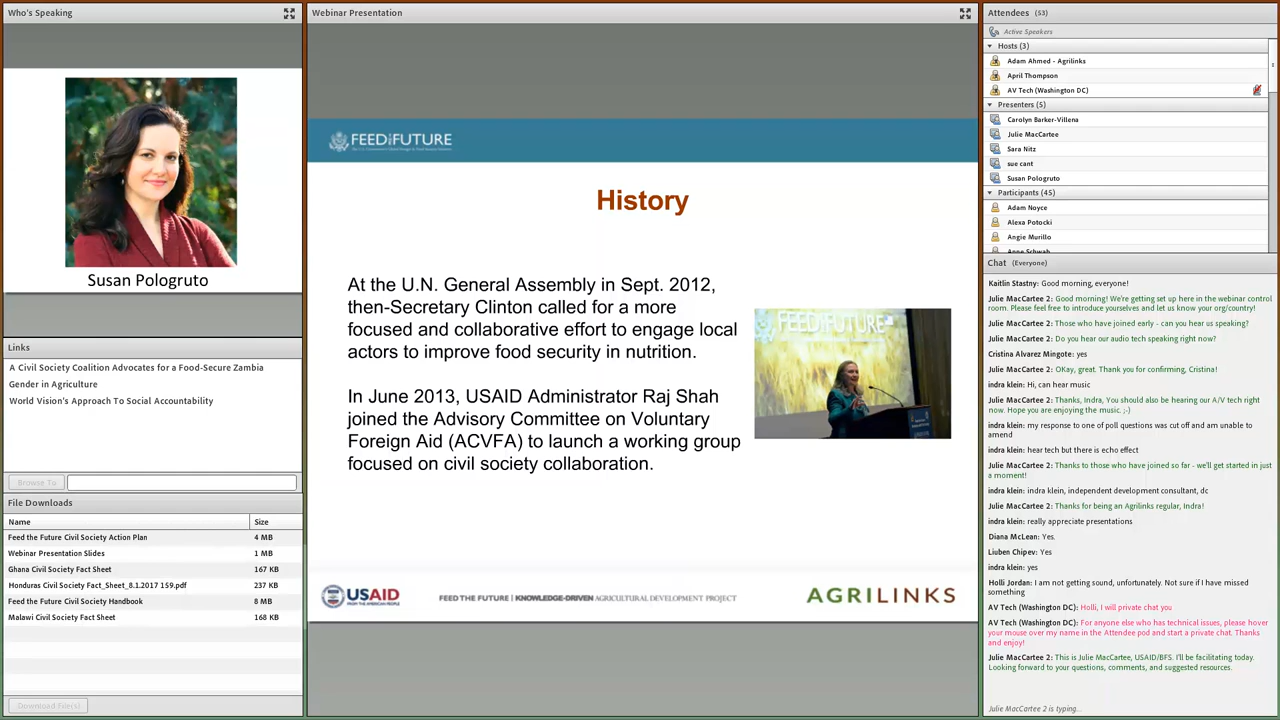 Who's Speaking
Susan Pologruto
Links
A Civil Society Coalition Advocates for a Food-Secure Zambia
Gender in Agriculture
World Vision's Approach To Social Accountability
Browse To
File Downloads
Name Size
Feed the Future Civil Society Action Plan 4 MB
Webinar Presentation Slides 1 MB
Ghana Civil Society Fact Sheet 167 KB
Honduras Civil Society Fact_Sheet_8.1.2017 159.pdf 237 KB
Feed the Future Civil Society Handbook 8 MB
Malawi Civil Society Fact Sheet 168 KB
Download File(s)
Webinar Presentation
FEED THE FUTURE
History
At the U.N. General Assembly in Sept. 2012,
then-Secretary Clinton called for a more
focused and collaborative effort to engage local
actors to improve food security in nutrition.
In June 2013, USAID Administrator Raj Shah
joined the Advisory Committee on Voluntary
Foreign Aid (ACVFA) to launch a working group
focused on civil society collaboration.
FEED THE FUTURE
USAID
FROM THE AMERICAN PEOPLE
FEED THE FUTURE | KNOWLEDGE-DRIVEN AGRICULTURAL DEVELOPMENT PROJECT
AGRILINKS
Attendees (53)
Active Speakers
Hosts (3)
Adam Ahmed - Agrilinks
April Thompson
AV Tech (Washington DC)
Presenters (5)
Carolyn Barker-Villena
Julie MacCartee
Sara Nitz
sue cant
Susan Pologruto
Participants (45)
Adam Noyce
Alexa Potocki
Angie Murillo
Anne Schwab
Chat (Everyone)
Kaitlin Stastny: Good morning, everyone!
Julie MacCartee 2: Good morning! We're getting set up here in the webinar control
room. Please feel free to introduce yourselves and let us know your org/country!
Julie MacCartee 2: Those who have joined early - can you hear us speaking?
Julie MacCartee 2: Do you hear our audio tech speaking right now?
Cristina Alvarez Mingote: yes
Julie MacCartee 2: OKay, great. Thank you for confirming, Cristina!
indra klein: Hi, can hear music
Julie MacCartee 2: Thanks, Indra, You should also be hearing our A/V tech right
now. Hope you are enjoying the music. ;-)
indra klein: my response to one of poll questions was cut off and am unable to
amend
indra klein: hear tech but there is echo effect
Julie MacCartee 2: Thanks to those who have joined so far - we'll get started in just
a moment!
indra klein: indra klein, independent development consultant, dc
Julie MacCartee 2: Thanks for being an Agrilinks regular, Indra!
indra klein: really appreciate presentations
Diana McLean: Yes.
Liuben Chipev: Yes
indra klein: yes
Holli Jordan: I am not getting sound, unfortunately. Not sure if I have missed
something
AV Tech (Washington DC): Holli, I will private chat you
AV Tech (Washington DC): For anyone else who has technical issues, please hover
your mouse over my name in the Attendee pod and start a private chat. Thanks
and enjoy!
Julie MacCartee 2: This is Julie MacCartee, USAID/BFS. I'll be facilitating today.
Looking forward to your questions, comments, and suggested resources.
Julie MacCartee 2 is typing...